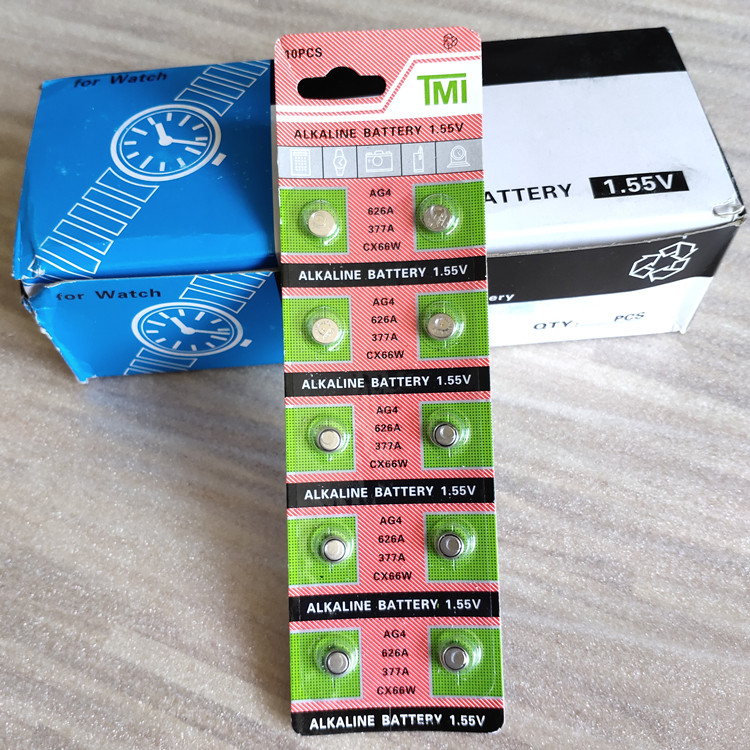 for Watch
for Watch
10PCS
TMI
ALKALINE BATTERY 1.55V
AG4
626A
377A
CX66W
ALKALINE BATTERY 1.55V
AG4
626A
377A
CX66W
ALKALINE BATTERY 1.55V
AG4
626A
377A
CX66W
ALKALINE BATTERY 1.55V
AG4
626A
377A
CX66W
ALKALINE BATTERY 1.55V
AG4
626A
377A
CX66W
ALKALINE BATTERY 1.55V
ATTERY 1.55V
ery
QTY: PCS